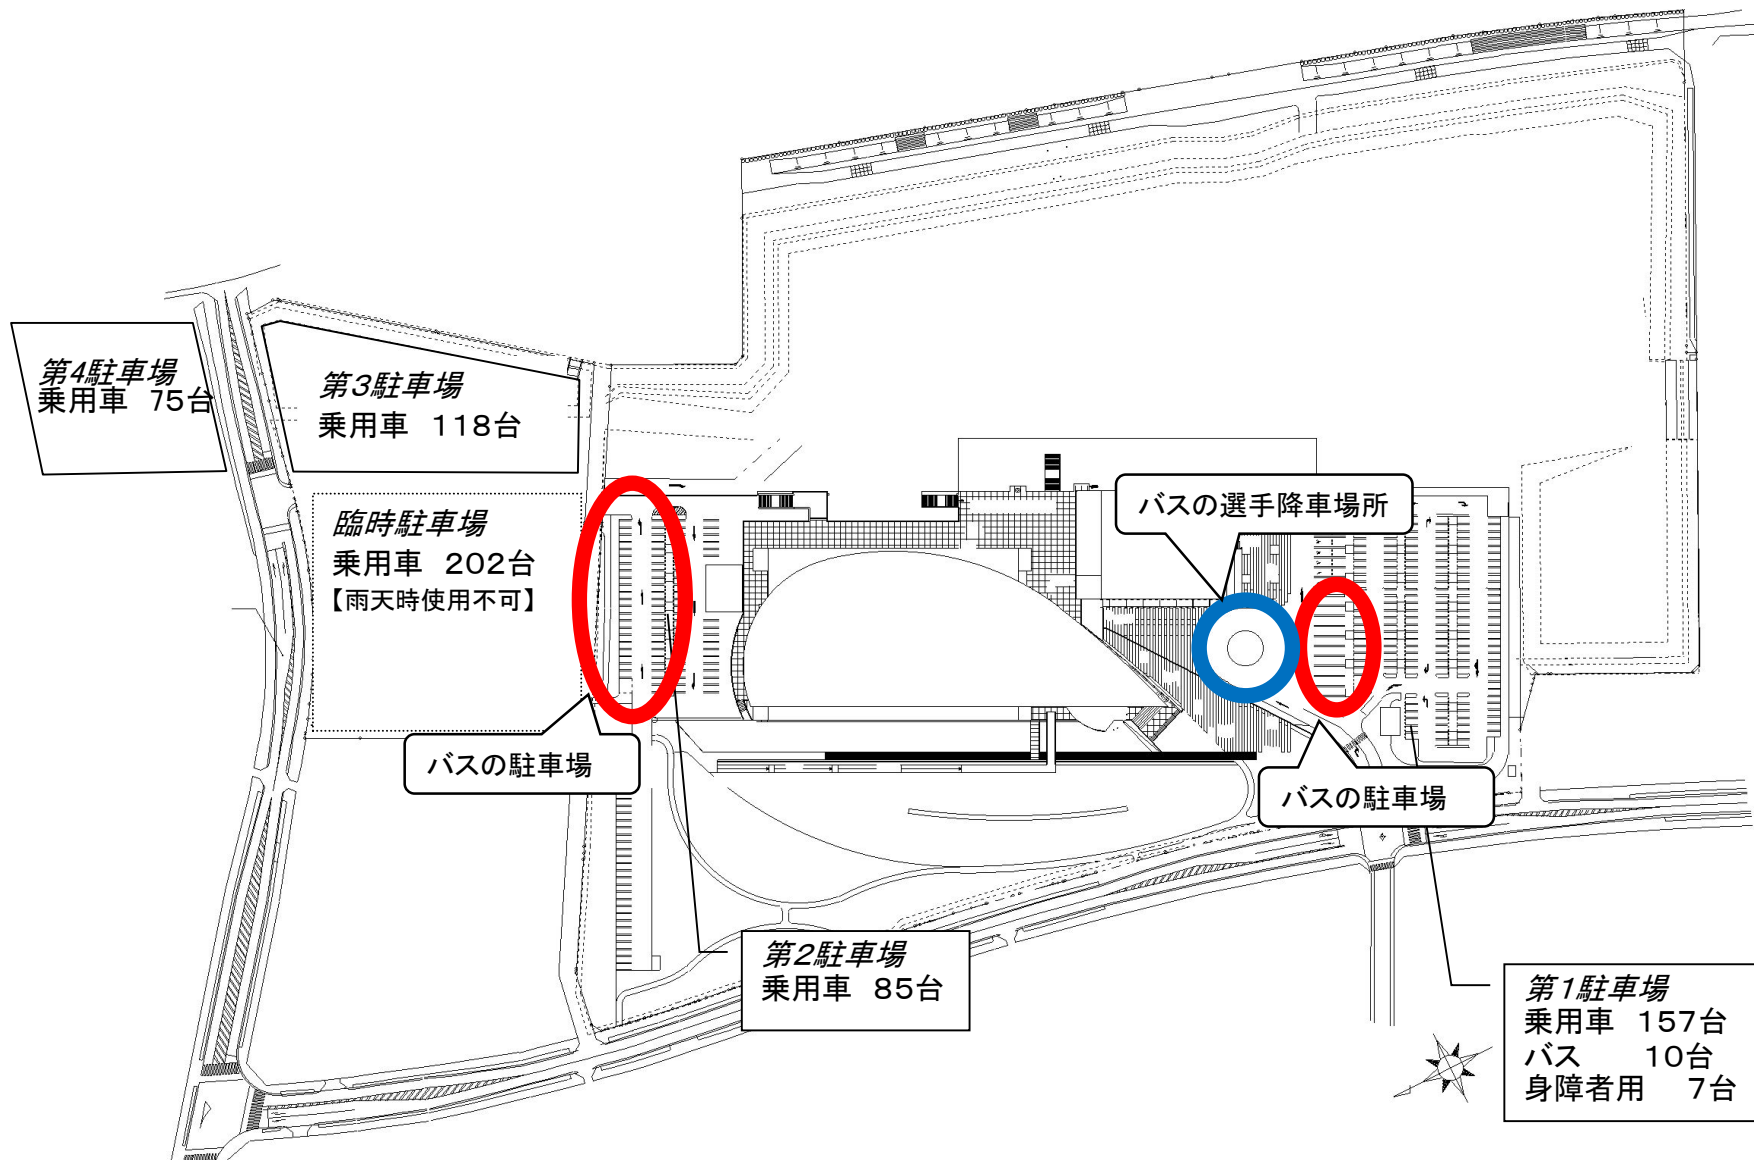 第4駐車場
乗用車 75台
第3駐車場
乗用車 118台
臨時駐車場
乗用車 202台
【雨天時使用不可】
バスの選手降車場所
バスの駐車場
バスの駐車場
第2駐車場
乗用車 85台
第1駐車場
乗用車 157台
バス 10台
身障者用 7台